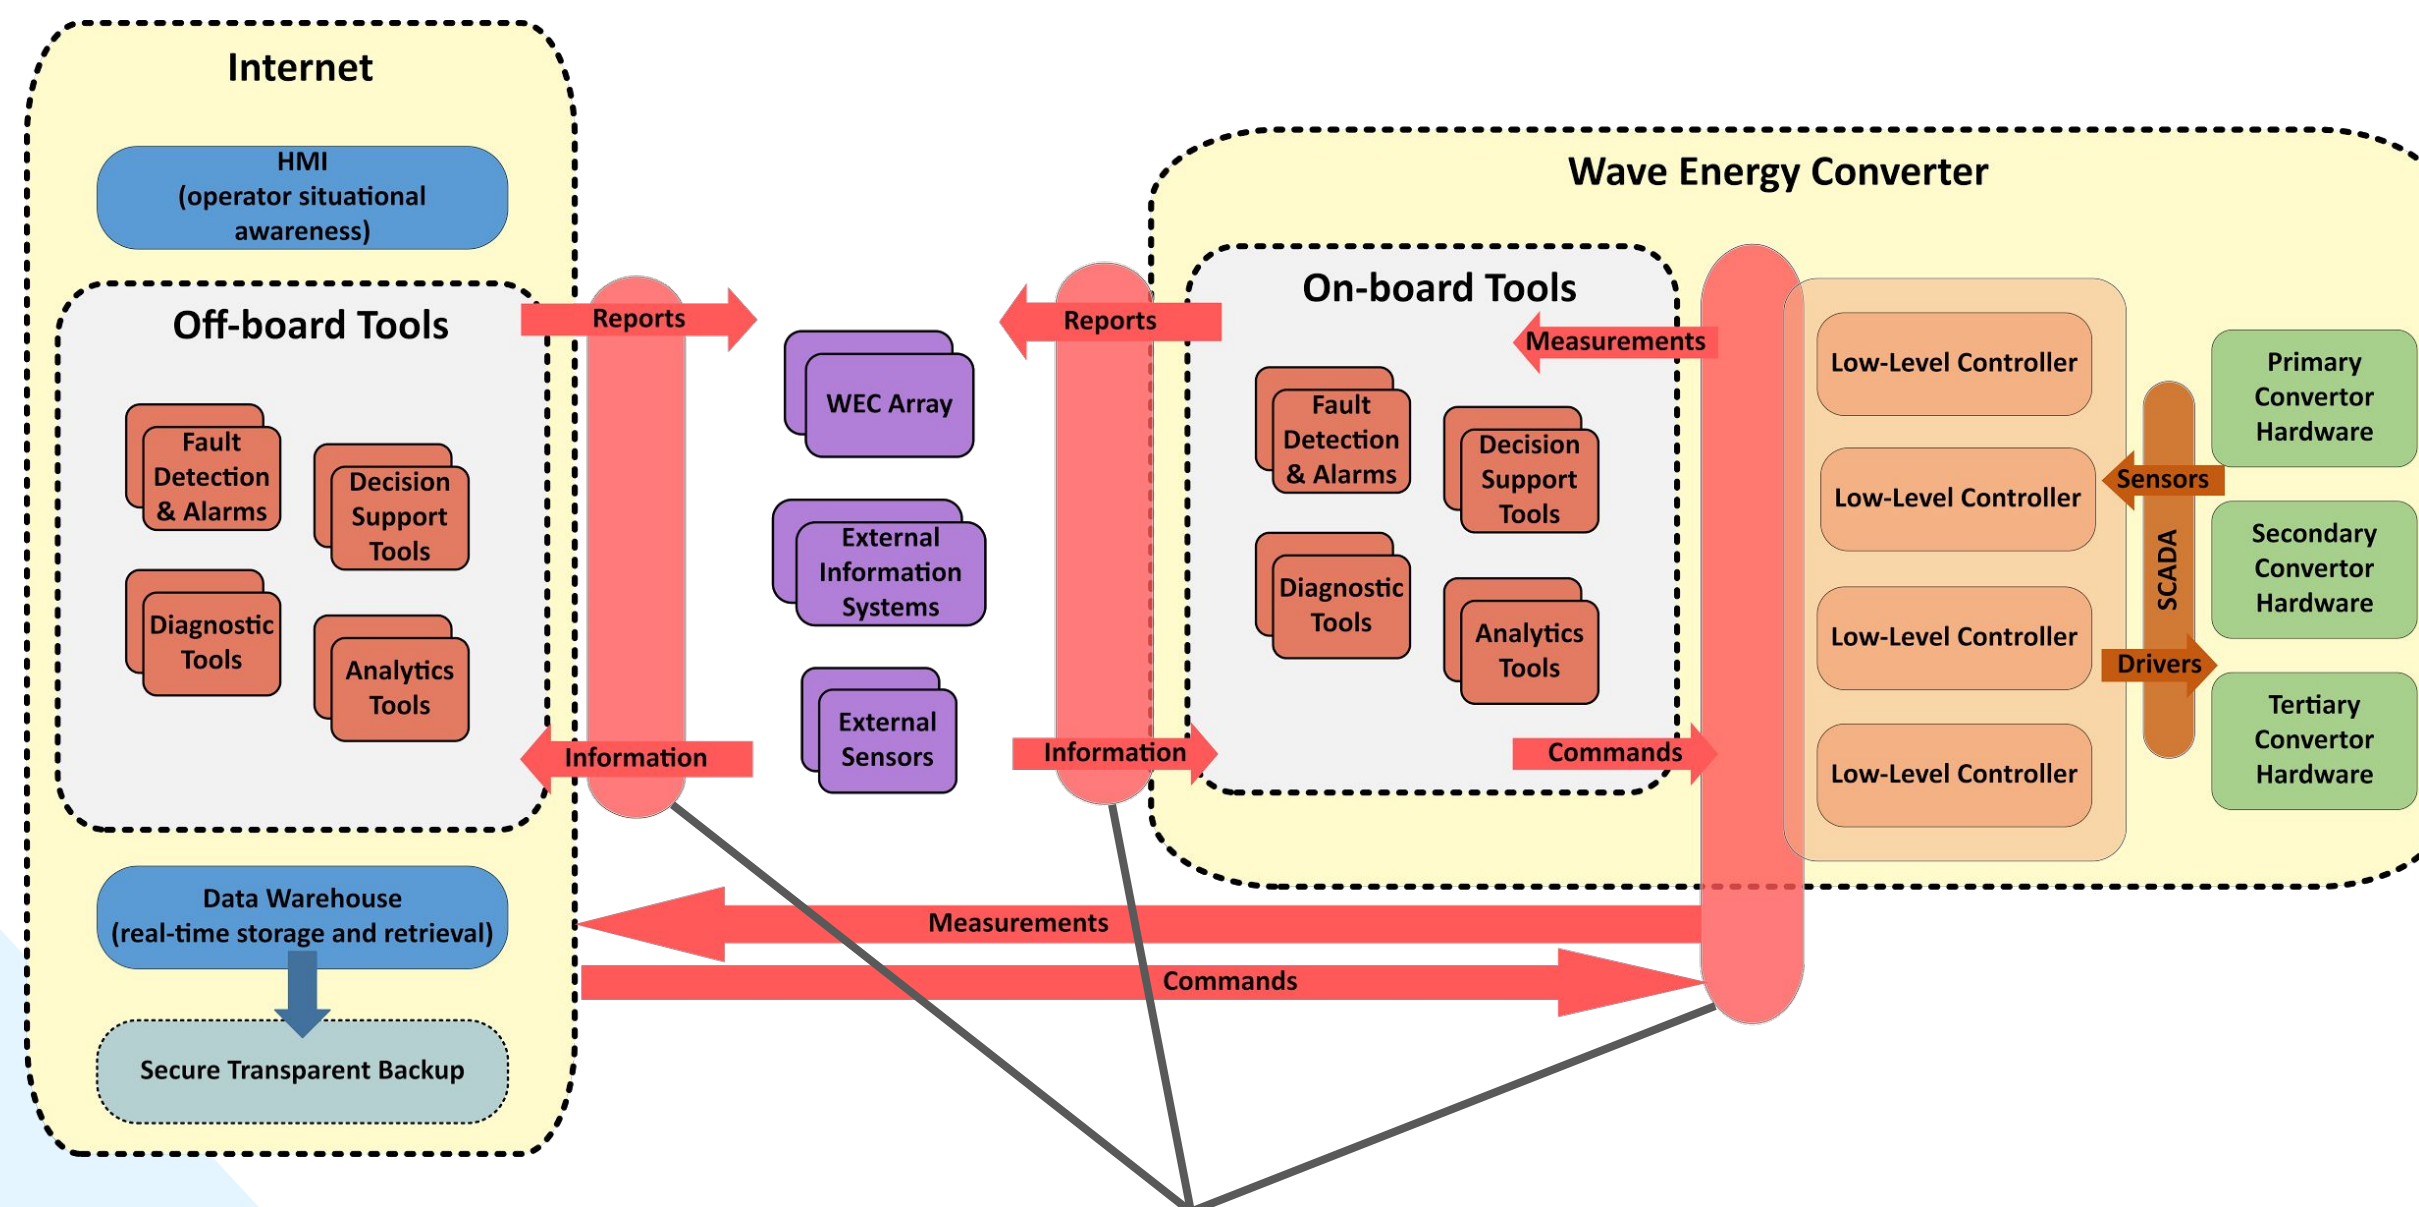 Internet
HMI
(operator situational
awareness)
Off-board Tools
Fault
Detection
& Alarms
Decision
Support
Tools
Diagnostic
Tools
Analytics
Tools
Data Warehouse
(real-time storage and retrieval)
Secure Transparent Backup
Reports
Information
WEC Array
External
Information
Systems
External
Sensors
Reports
Information
Measurements
Commands
Wave Energy Converter
On-board Tools
Fault
Detection
& Alarms
Decision
Support
Tools
Diagnostic
Tools
Analytics
Tools
Measurements
Commands
Low-Level Controller
Low-Level Controller
Low-Level Controller
Low-Level Controller
Sensors
SCADA
Drivers
Primary
Convertor
Hardware
Secondary
Convertor
Hardware
Tertiary
Convertor
Hardware